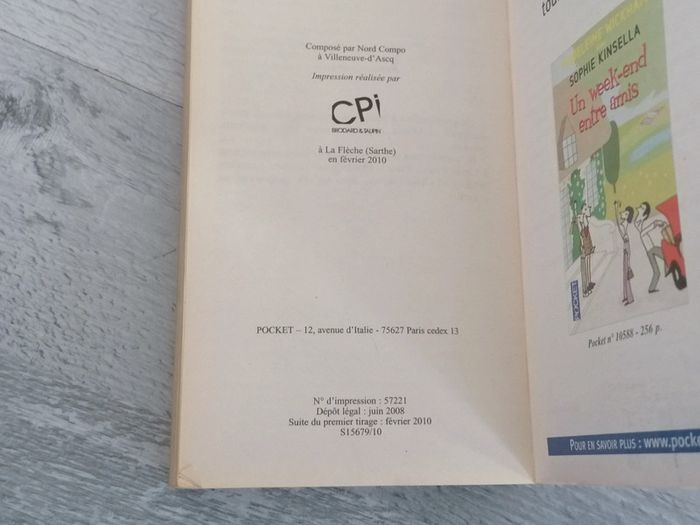 Composé par Nord Compo
à Villeneuve-d'Ascq
Impression réalisée par
CPi
BRODARD & TAUPIN
à La Flèche (Sarthe)
en février 2010
POCKET – 12, avenue d'Italie - 75627 Paris cedex 13
N° d'impression : 57221
Dépôt légal : juin 2008
Suite du premier tirage : février 2010
S15679/10
SOPHIE KINSELLA
Un week-end
entre amis
POCKET
Pocket n° 10588 - 256 p.
POUR EN SAVOIR PLUS : www.pocke